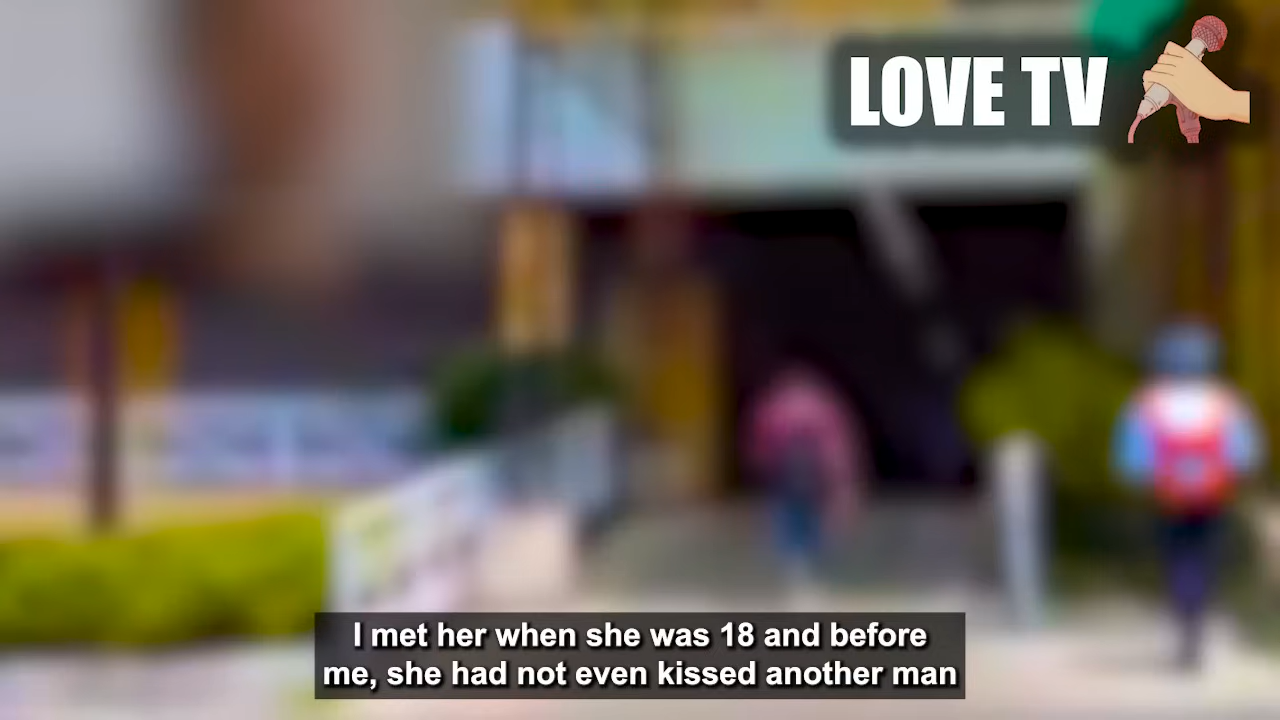 LOVE TV
I met her when she was 18 and before
me, she had not even kissed another man